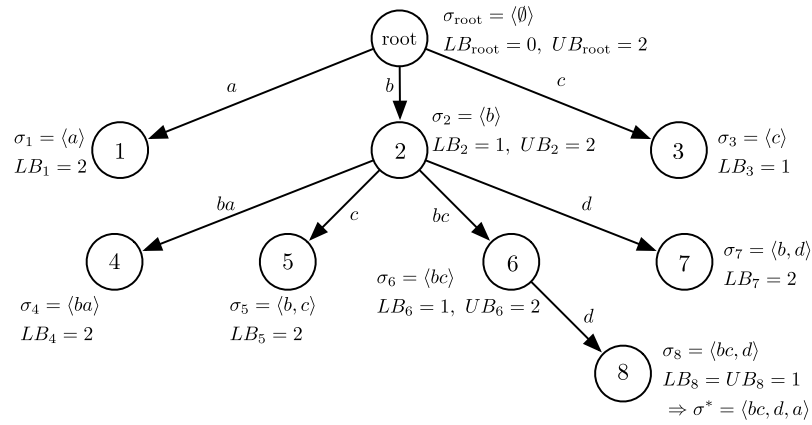 root
σ_root = ⟨∅⟩
LB_root = 0, UB_root = 2
a
b
c
σ_1 = ⟨a⟩
LB_1 = 2
1
2
σ_2 = ⟨b⟩
LB_2 = 1, UB_2 = 2
3
σ_3 = ⟨c⟩
LB_3 = 1
ba
c
bc
d
4
σ_4 = ⟨ba⟩
LB_4 = 2
5
σ_5 = ⟨b, c⟩
LB_5 = 2
6
σ_6 = ⟨bc⟩
LB_6 = 1, UB_6 = 2
7
σ_7 = ⟨b, d⟩
LB_7 = 2
d
8
σ_8 = ⟨bc, d⟩
LB_8 = UB_8 = 1
⇒ σ* = ⟨bc, d, a⟩